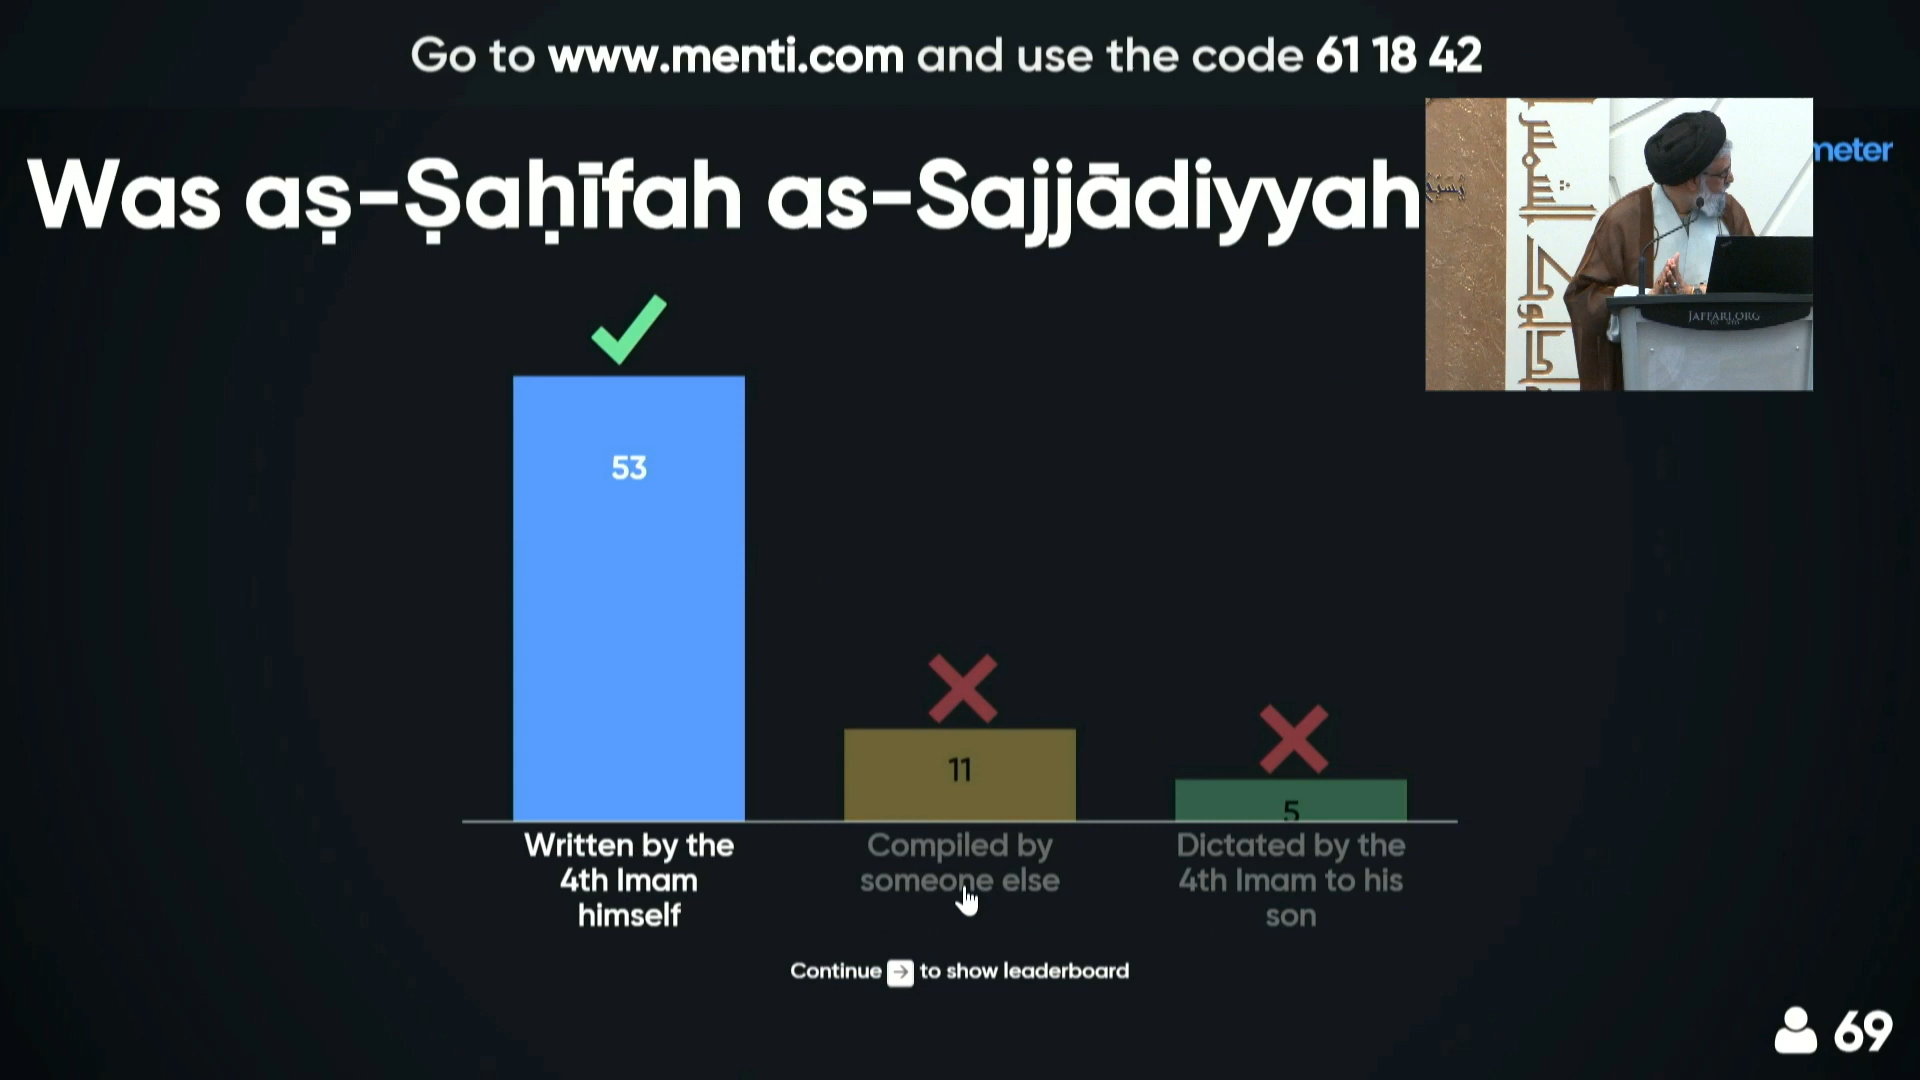 Go to www.menti.com and use the code 61 18 42
meter
Was aṣ-Ṣaḥīfah as-Sajjādiyyah
JAFFARI.ORG
53
11
5
Written by the
4th Imam
himself
Compiled by
someone else
Dictated by the
4th Imam to his
son
Continue → to show leaderboard
69